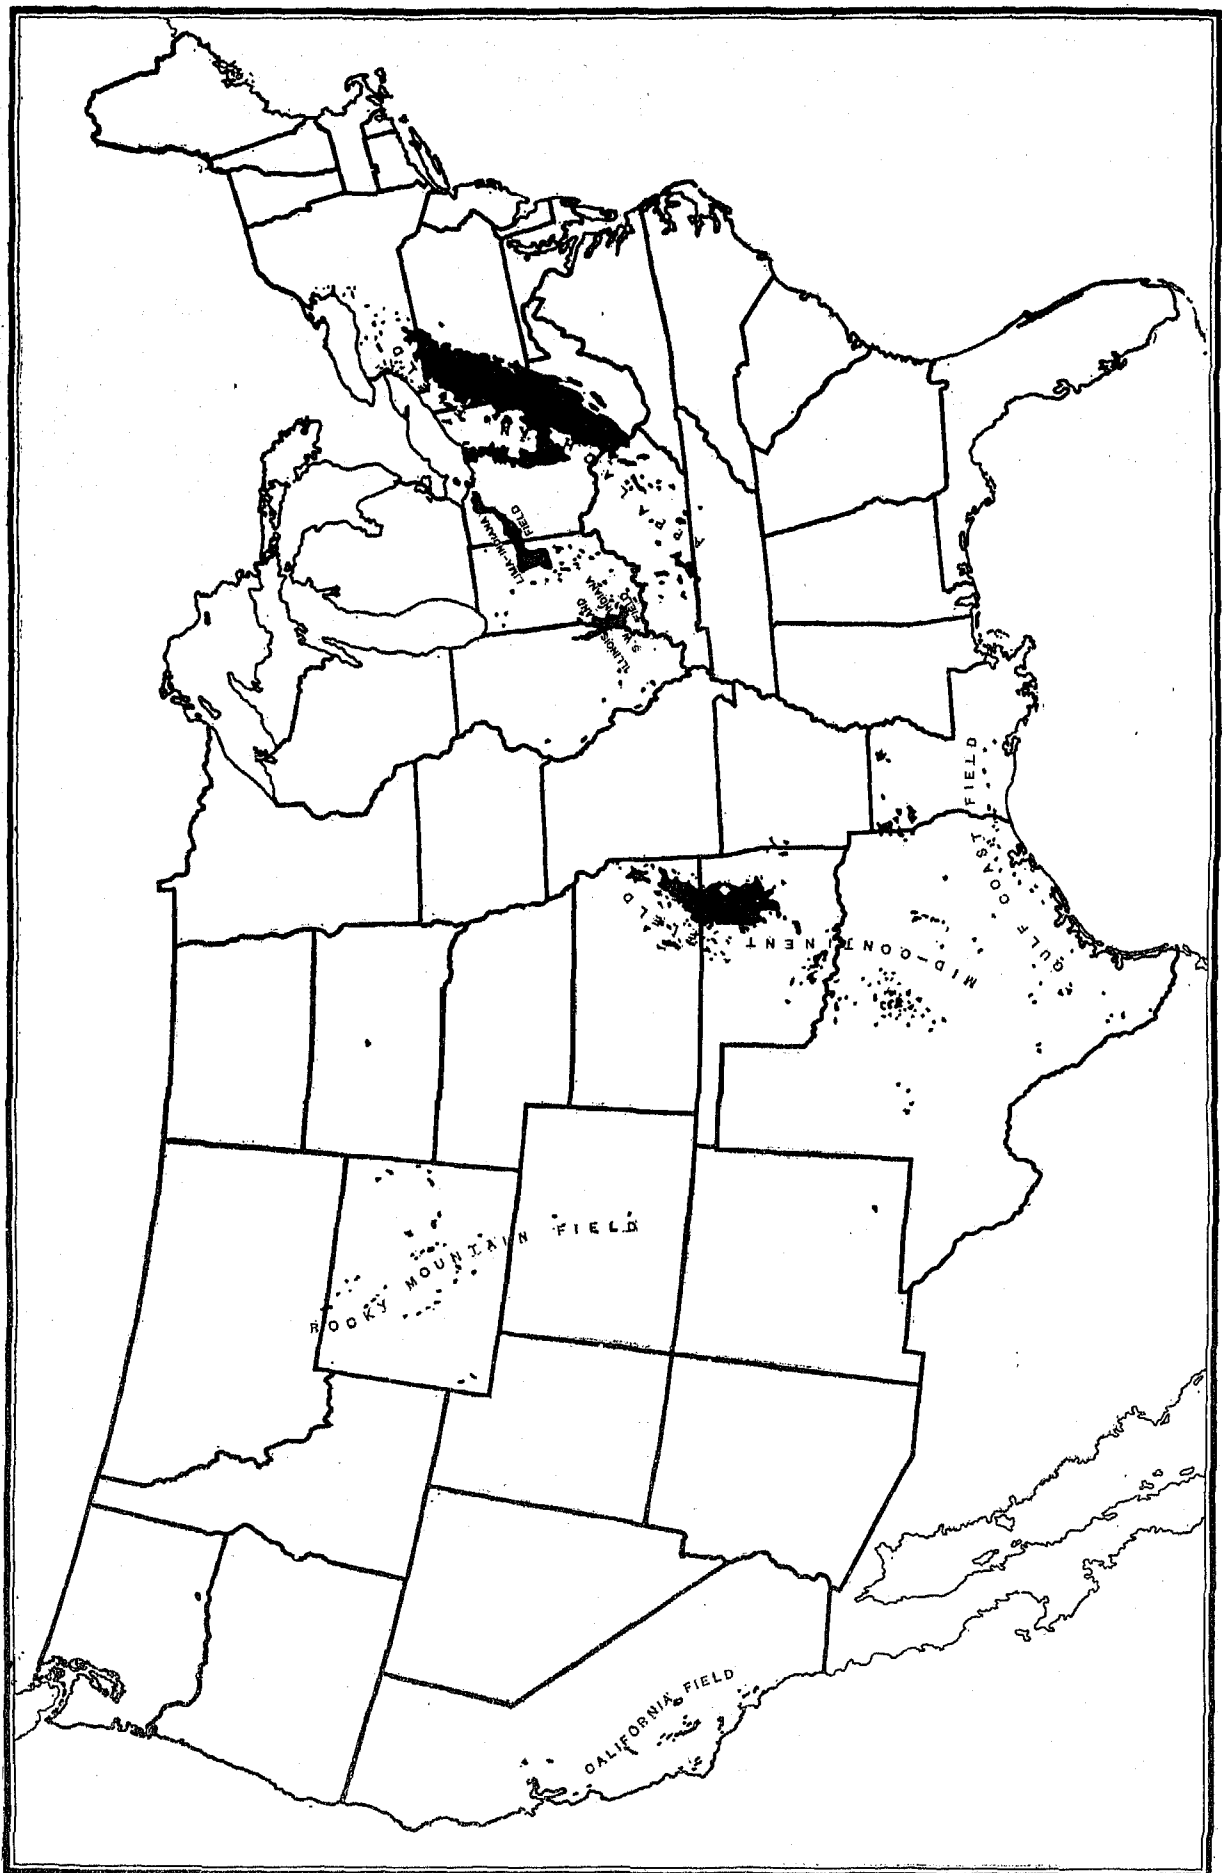 APPALACHIAN FIELD
LIMA-INDIANA
FIELD
ILLINOIS AND
S.W. INDIANA
FIELD
MID-CONTINENT FIELD
GULF COAST FIELD
ROCKY MOUNTAIN FIELD
CALIFORNIA FIELD